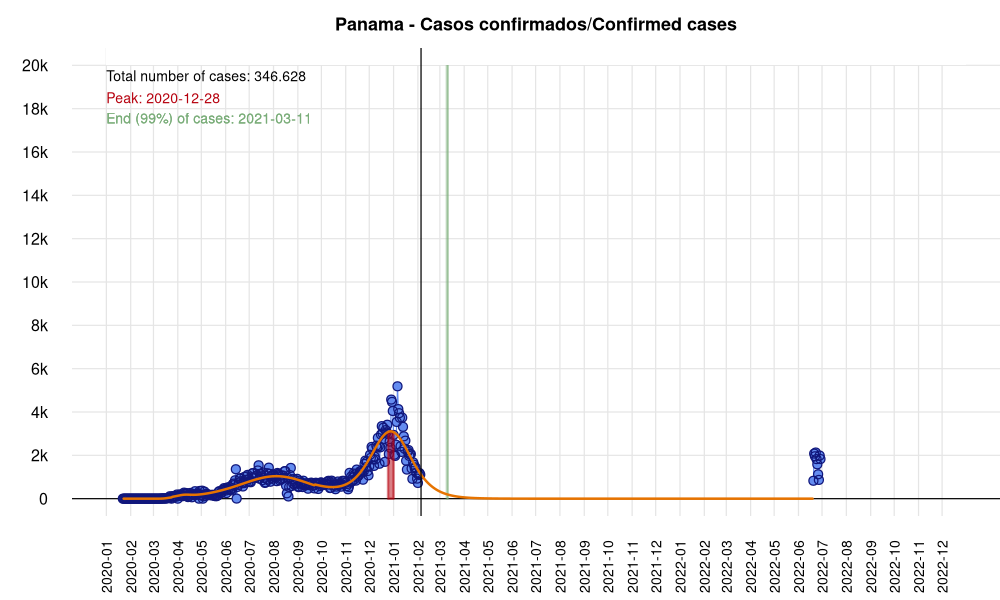 Panama - Casos confirmados/Confirmed cases
Total number of cases: 346.628
Peak: 2020-12-28
End (99%) of cases: 2021-03-11
20k
18k
16k
14k
12k
10k
8k
6k
4k
2k
0
2020-01
2020-02
2020-03
2020-04
2020-05
2020-06
2020-07
2020-08
2020-09
2020-10
2020-11
2020-12
2021-01
2021-02
2021-03
2021-04
2021-05
2021-06
2021-07
2021-08
2021-09
2021-10
2021-11
2021-12
2022-01
2022-02
2022-03
2022-04
2022-05
2022-06
2022-07
2022-08
2022-09
2022-10
2022-11
2022-12